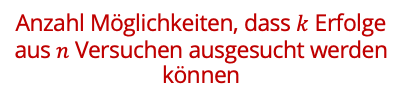 Anzahl Möglichkeiten, dass k Erfolge
aus n Versuchen ausgesucht werden
können